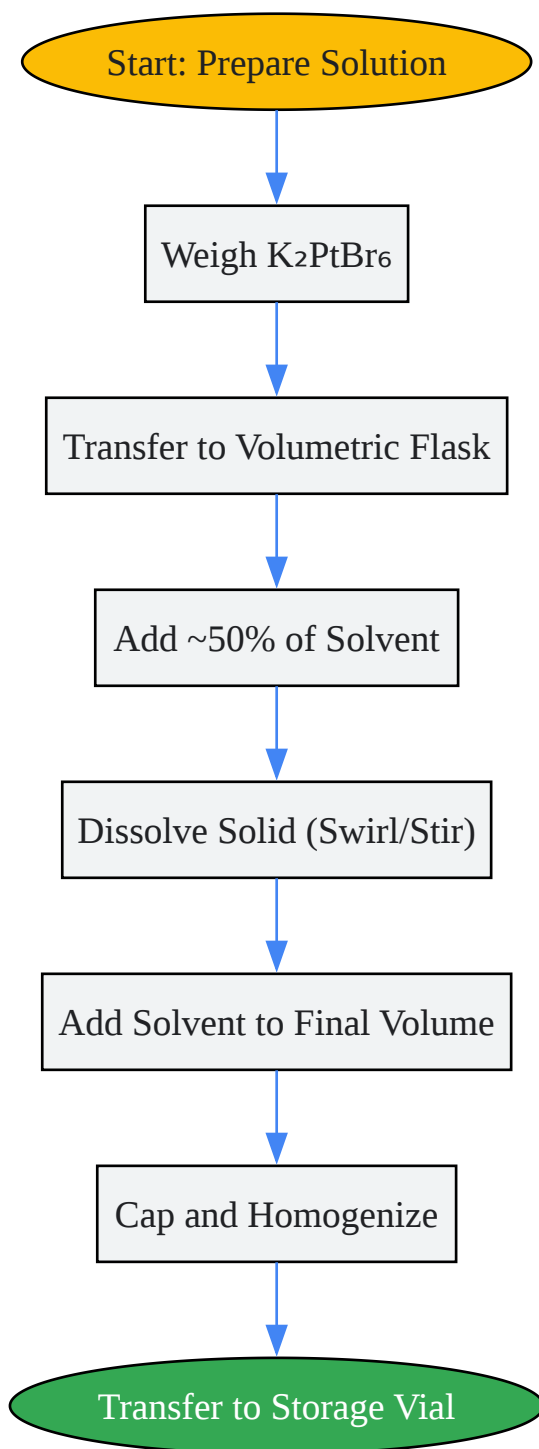 Start: Prepare Solution
Weigh K₂PtBr₆
Transfer to Volumetric Flask
Add ~50% of Solvent
Dissolve Solid (Swirl/Stir)
Add Solvent to Final Volume
Cap and Homogenize
Transfer to Storage Vial